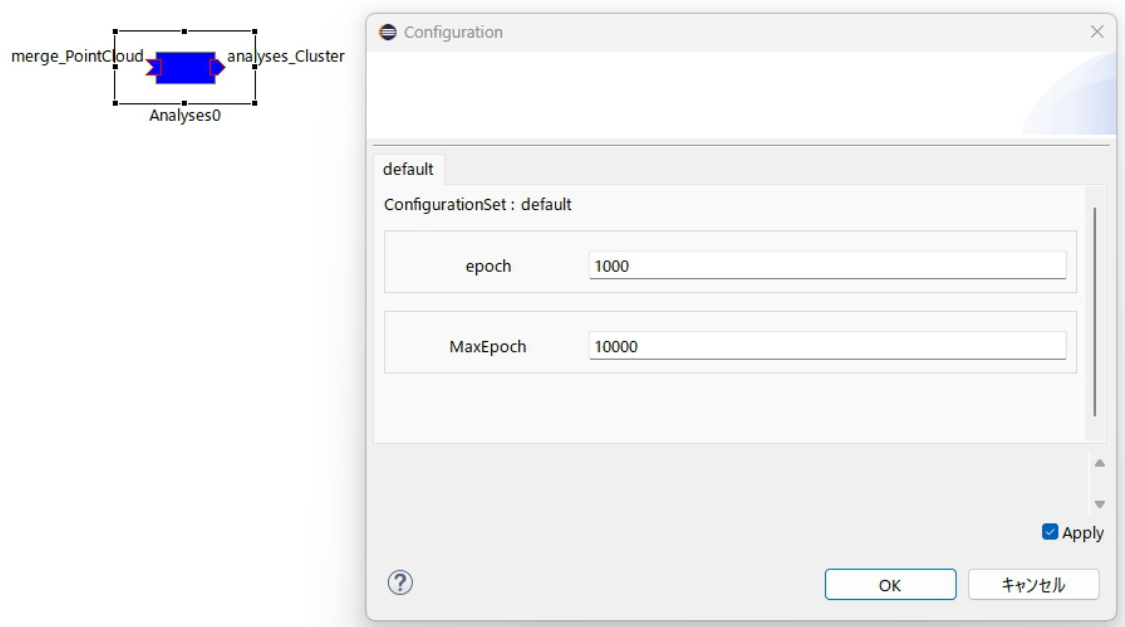 merge_PointCloud
analyses_Cluster
Analyses0
Configuration
default
ConfigurationSet : default
epoch
1000
MaxEpoch
10000
Apply
?
OK
キャンセル